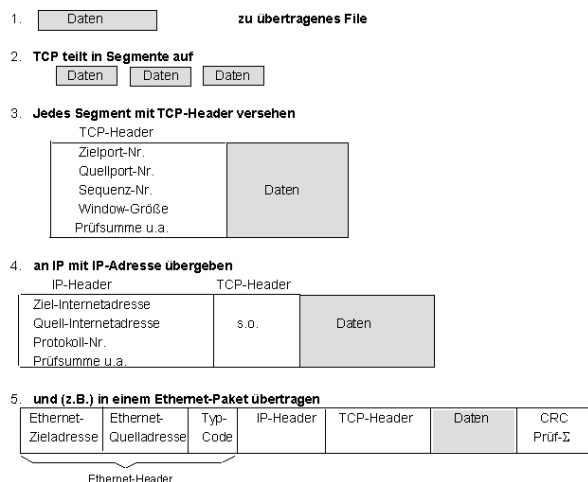 1. Daten zu übertragenes File
2. TCP teilt in Segmente auf
Daten Daten Daten
3. Jedes Segment mit TCP-Header versehen
TCP-Header
Zielport-Nr.
Quellport-Nr.
Sequenz-Nr. Daten
Window-Größe
Prüfsumme u.a.
4. an IP mit IP-Adresse übergeben
IP-Header TCP-Header
Ziel-Internetadresse
Quell-Internetadresse s.o. Daten
Protokoll-Nr.
Prüfsumme u.a.
5. und (z.B.) in einem Ethernet-Paket übertragen
Ethernet- Ethernet- Typ- IP-Header TCP-Header Daten CRC
Zieladresse Quelladresse Code Prüf-Σ
Ethernet-Header